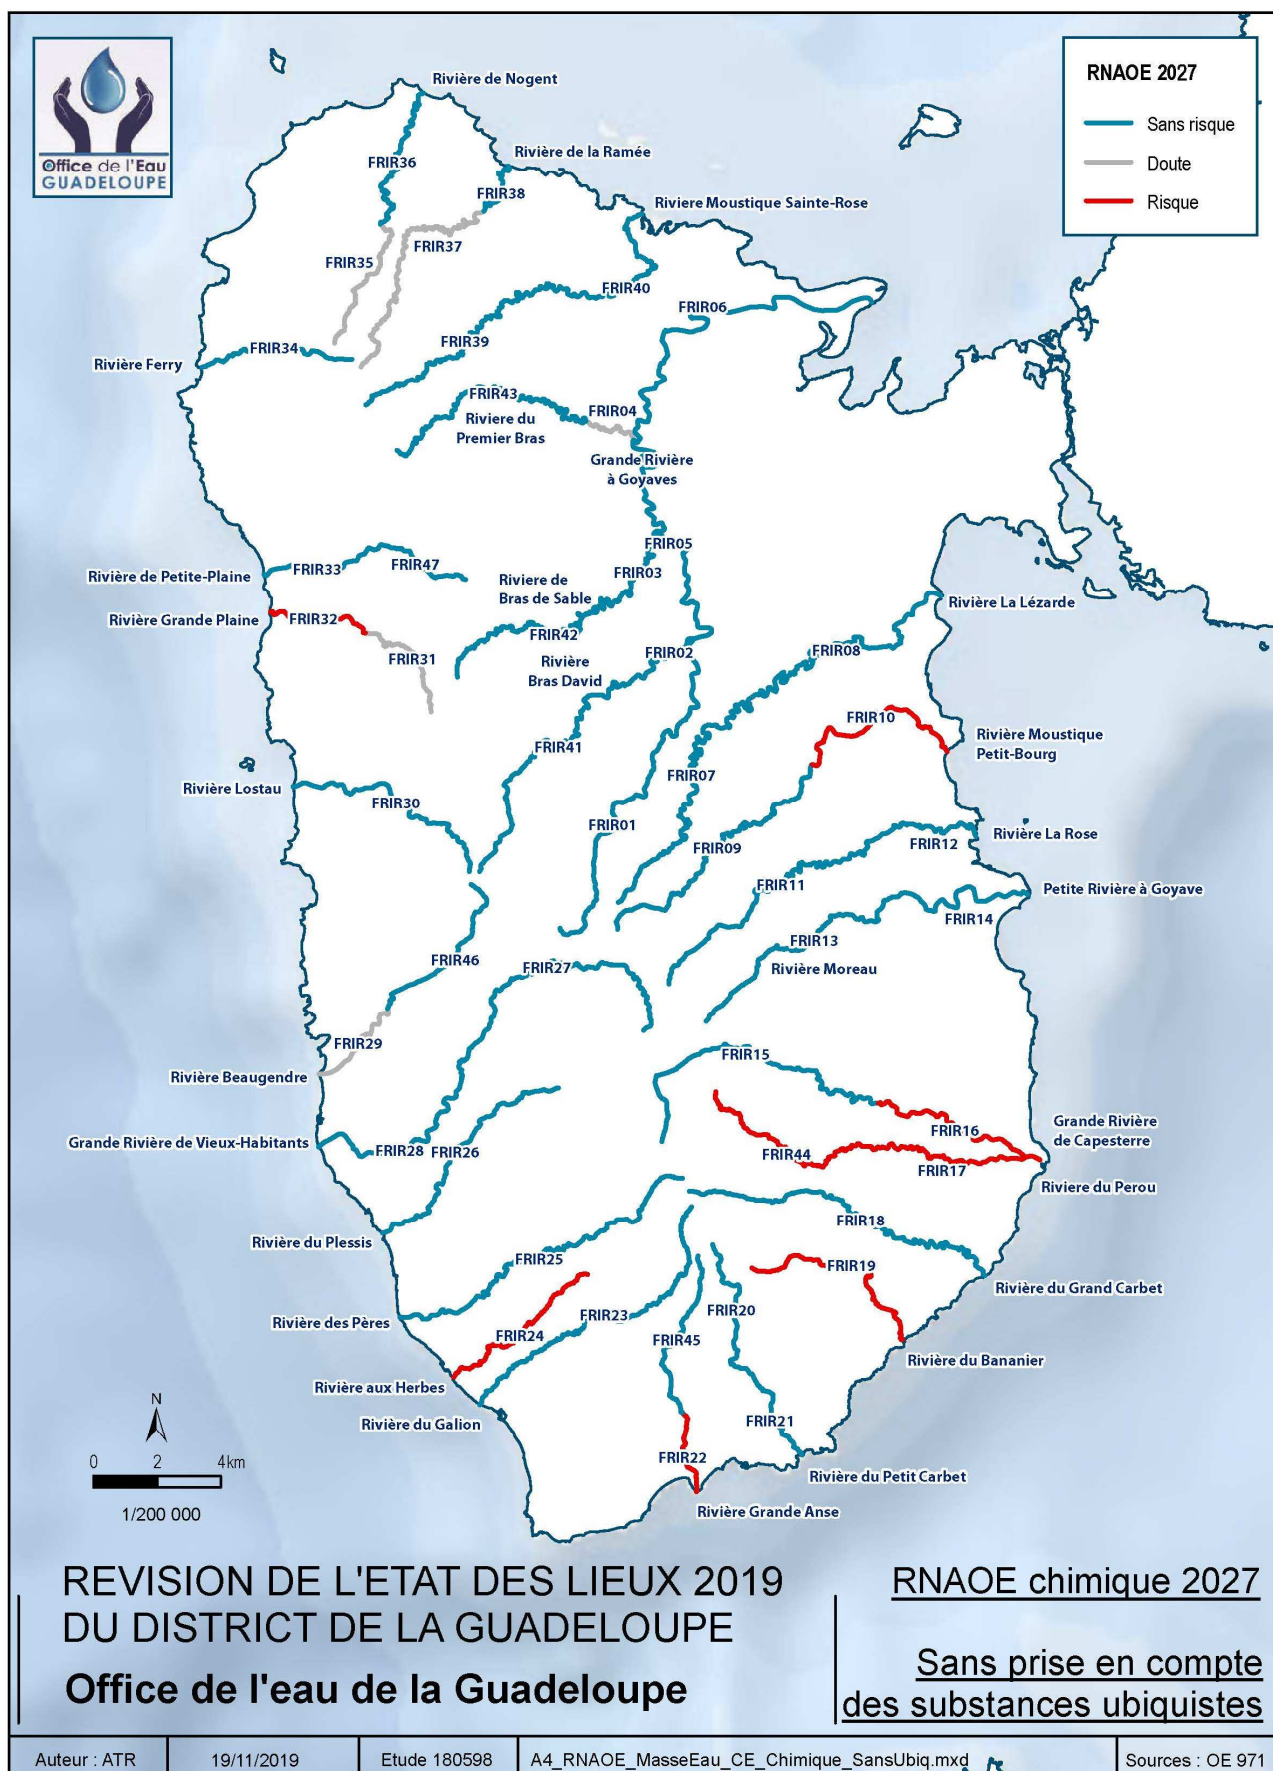 Office de l'Eau
GUADELOUPE
RNAOE 2027
Sans risque
Doute
Risque
Rivière de Nogent
FRIR36
Rivière de la Ramée
FRIR38
Riviere Moustique Sainte-Rose
FRIR37
FRIR35
FRIR40
FRIR06
FRIR39
FRIR34
Rivière Ferry
FRIR43
FRIR04
Riviere du
Premier Bras
Grande Rivière
à Goyaves
FRIR05
FRIR33
FRIR47
FRIR03
Rivière de Petite-Plaine
Riviere de
Bras de Sable
Rivière La Lézarde
Rivière Grande Plaine
FRIR32
FRIR42
FRIR31
FRIR02
FRIR08
Rivière
Bras David
FRIR10
Rivière Moustique
Petit-Bourg
FRIR41
FRIR07
Rivière Lostau
FRIR30
FRIR01
FRIR09
FRIR12
Rivière La Rose
FRIR11
Petite Rivière à Goyave
FRIR14
FRIR13
FRIR46
FRIR27
Rivière Moreau
FRIR29
FRIR15
Rivière Beaugendre
Grande Rivière
de Capesterre
FRIR16
Grande Rivière de Vieux-Habitants
FRIR28
FRIR26
FRIR44
FRIR17
Riviere du Perou
FRIR18
Rivière du Plessis
FRIR25
FRIR19
Rivière du Grand Carbet
FRIR20
FRIR23
Rivière des Pères
FRIR24
FRIR45
Rivière du Bananier
Rivière aux Herbes
Rivière du Galion
FRIR21
FRIR22
Rivière du Petit Carbet
Rivière Grande Anse
N
0 2 4km
1/200 000
REVISION DE L'ETAT DES LIEUX 2019
DU DISTRICT DE LA GUADELOUPE
Office de l'eau de la Guadeloupe
RNAOE chimique 2027
Sans prise en compte
des substances ubiquistes
Auteur : ATR 19/11/2019 Etude 180598 A4_RNAOE_MasseEau_CE_Chimique_SansUbiq.mxd Sources : OE 971